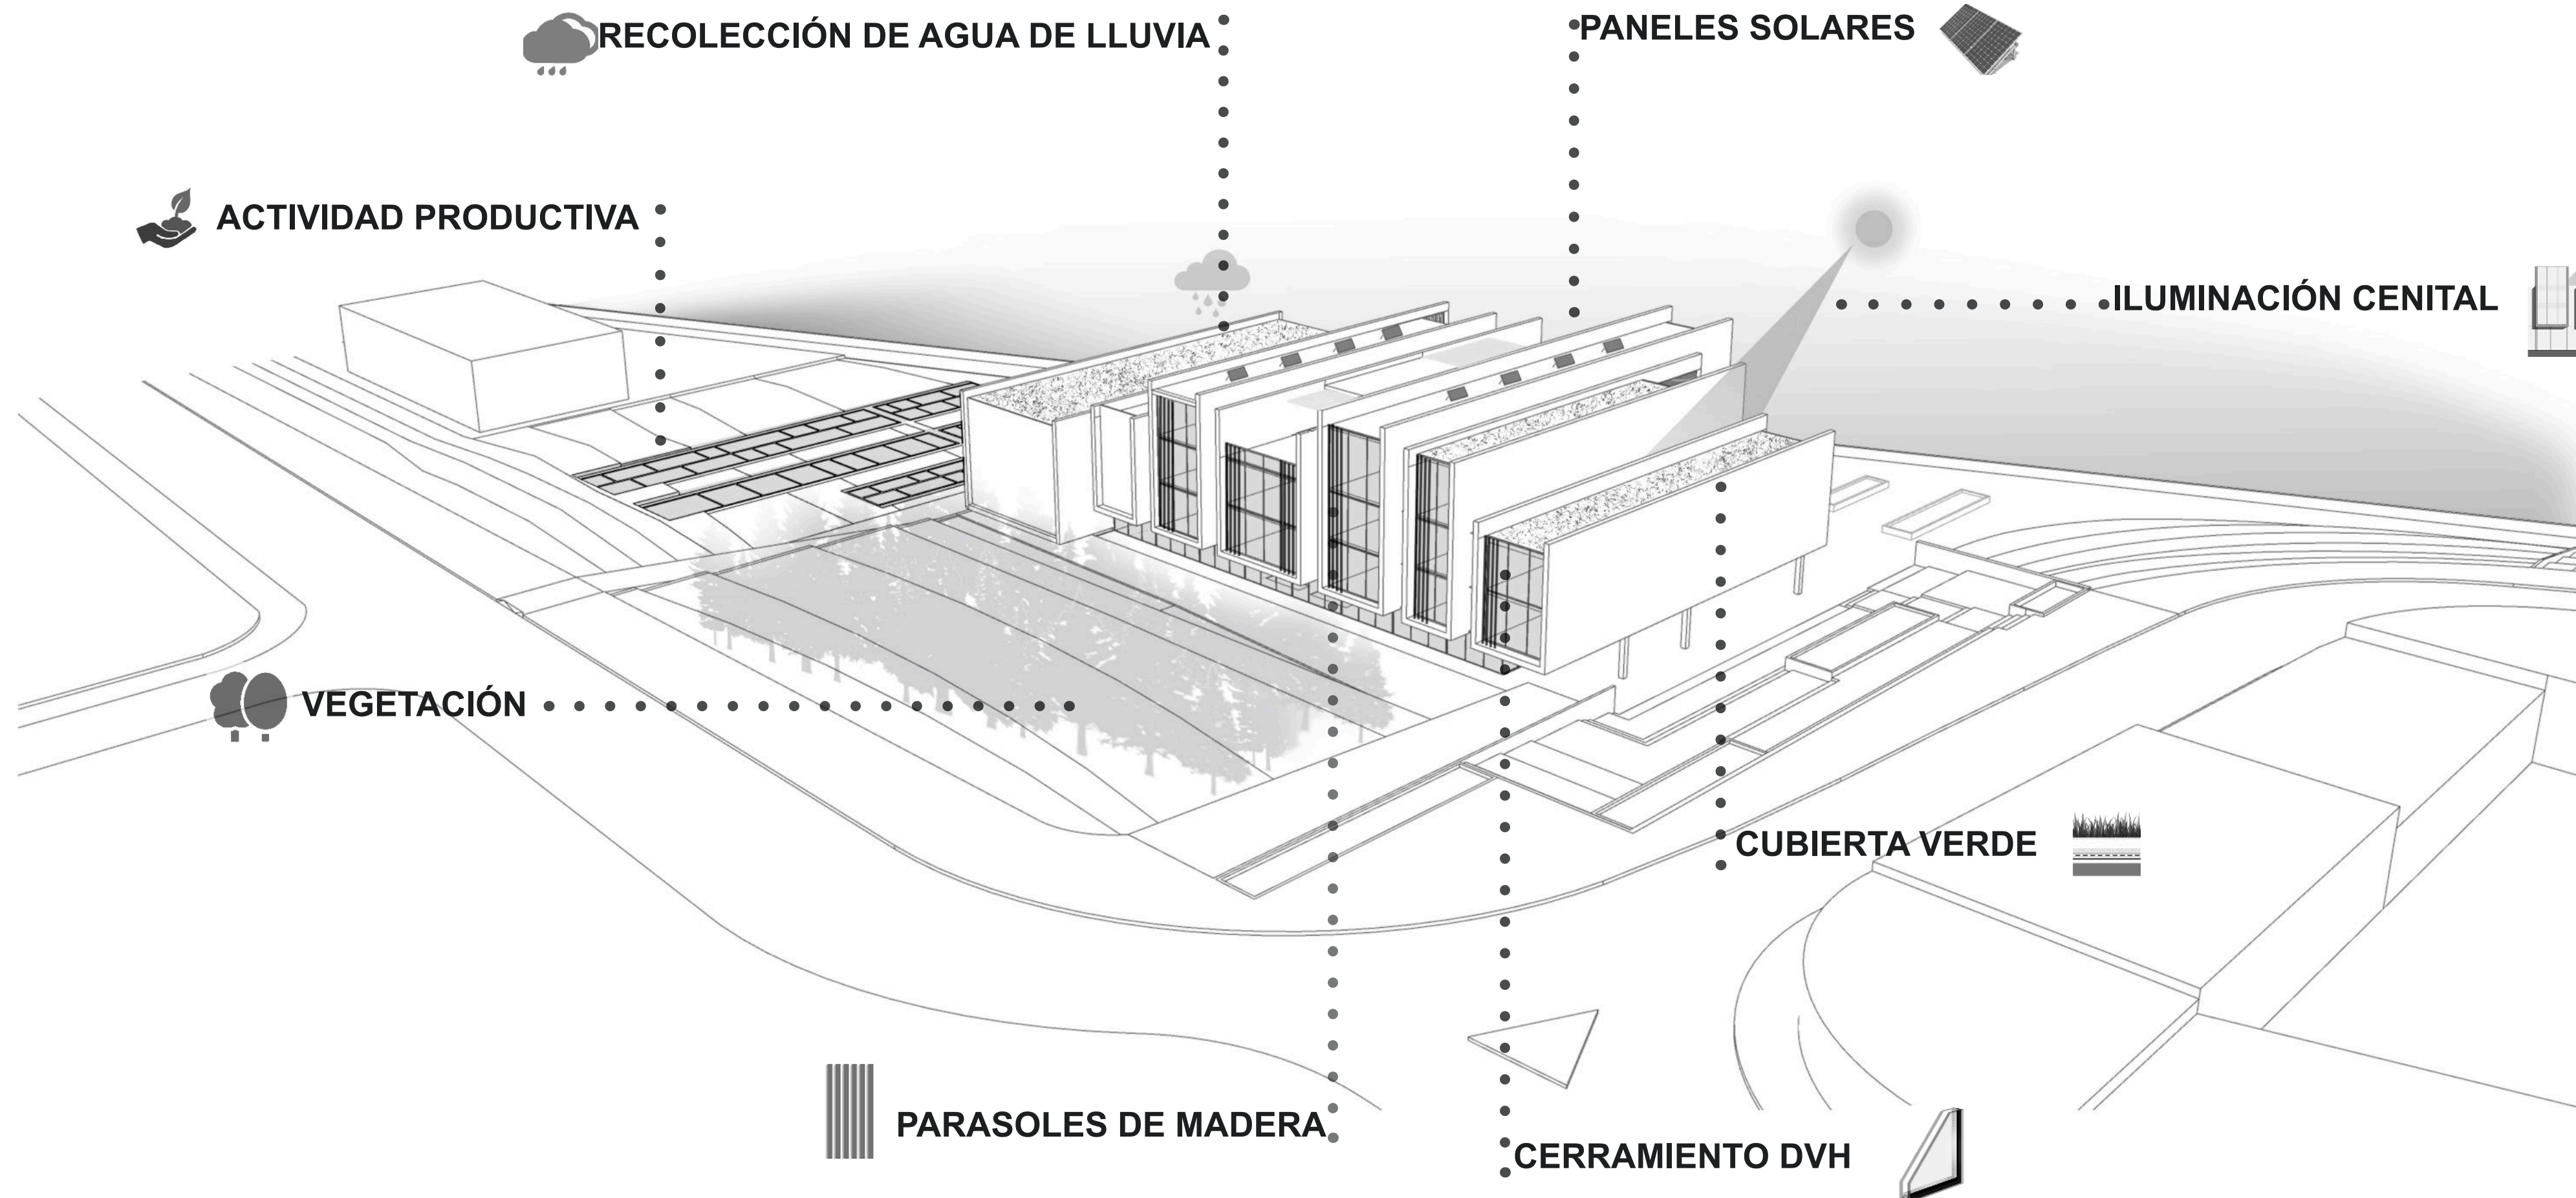 RECOLECCIÓN DE AGUA DE LLUVIA
PANELES SOLARES
ACTIVIDAD PRODUCTIVA
ILUMINACIÓN CENITAL
VEGETACIÓN
CUBIERTA VERDE
PARASOLES DE MADERA
CERRAMIENTO DVH